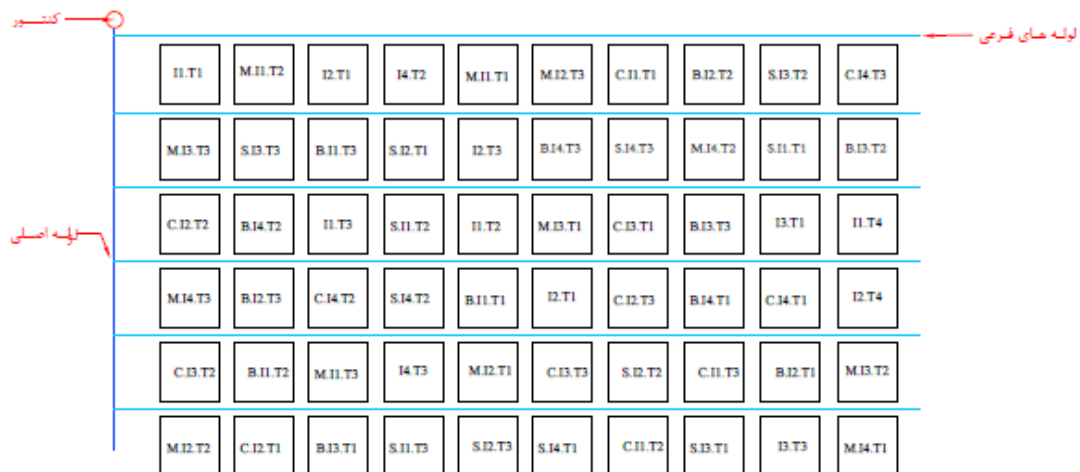 کنتور
لوله های فرعی
I1.T1 M.I1.T2 I2.T1 I4.T2 M.I1.T1 M.I2.T3 C.I1.T1 B.I2.T2 S.I3.T2 C.I4.T3
M.I3.T3 S.I3.T3 B.I1.T3 S.I2.T1 I2.T3 B.I4.T3 S.I4.T3 M.I4.T2 S.I1.T1 B.I3.T2
C.I2.T2 B.I4.T2 I1.T3 S.I1.T2 I1.T2 M.I3.T1 C.I3.T1 B.I3.T3 I3.T1 I1.T4
لوله اصلی
M.I4.T3 B.I2.T3 C.I4.T2 S.I4.T2 B.I1.T1 I2.T1 C.I2.T3 B.I4.T1 C.I4.T1 I2.T4
C.I3.T2 B.I1.T2 M.I1.T3 I4.T3 M.I2.T1 C.I3.T3 S.I2.T2 C.I1.T3 B.I2.T1 M.I3.T2
M.I2.T2 C.I2.T1 B.I3.T1 S.I1.T3 S.I2.T3 S.I4.T1 C.I1.T2 S.I3.T1 I3.T3 M.I4.T1